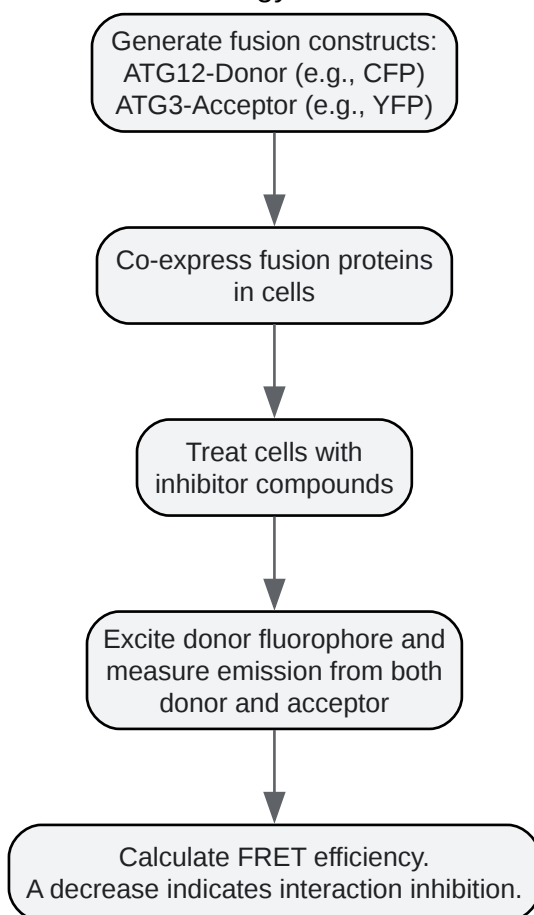 Generate fusion constructs:
ATG12-Donor (e.g., CFP)
ATG3-Acceptor (e.g., YFP)
Co-express fusion proteins
in cells
Treat cells with
inhibitor compounds
Excite donor fluorophore and
measure emission from both
donor and acceptor
Calculate FRET efficiency.
A decrease indicates interaction inhibition.